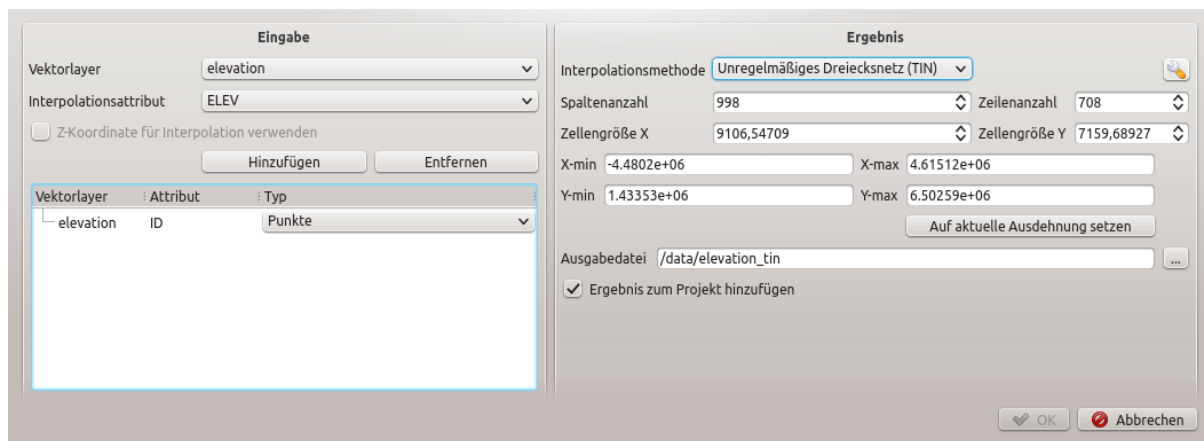 Eingabe
Vektorlayer elevation
Interpolationsattribut ELEV
Z-Koordinate für Interpolation verwenden
Hinzufügen Entfernen
Vektorlayer Attribut Typ
elevation ID Punkte
Ergebnis
Interpolationsmethode Unregelmäßiges Dreiecksnetz (TIN)
Spaltenanzahl 998 Zeilenanzahl 708
Zellengröße X 9106,54709 Zellengröße Y 7159,68927
X-min -4.4802e+06 X-max 4.61512e+06
Y-min 1.43353e+06 Y-max 6.50259e+06
Auf aktuelle Ausdehnung setzen
Ausgabedatei /data/elevation_tin ...
Ergebnis zum Projekt hinzufügen
OK Abbrechen